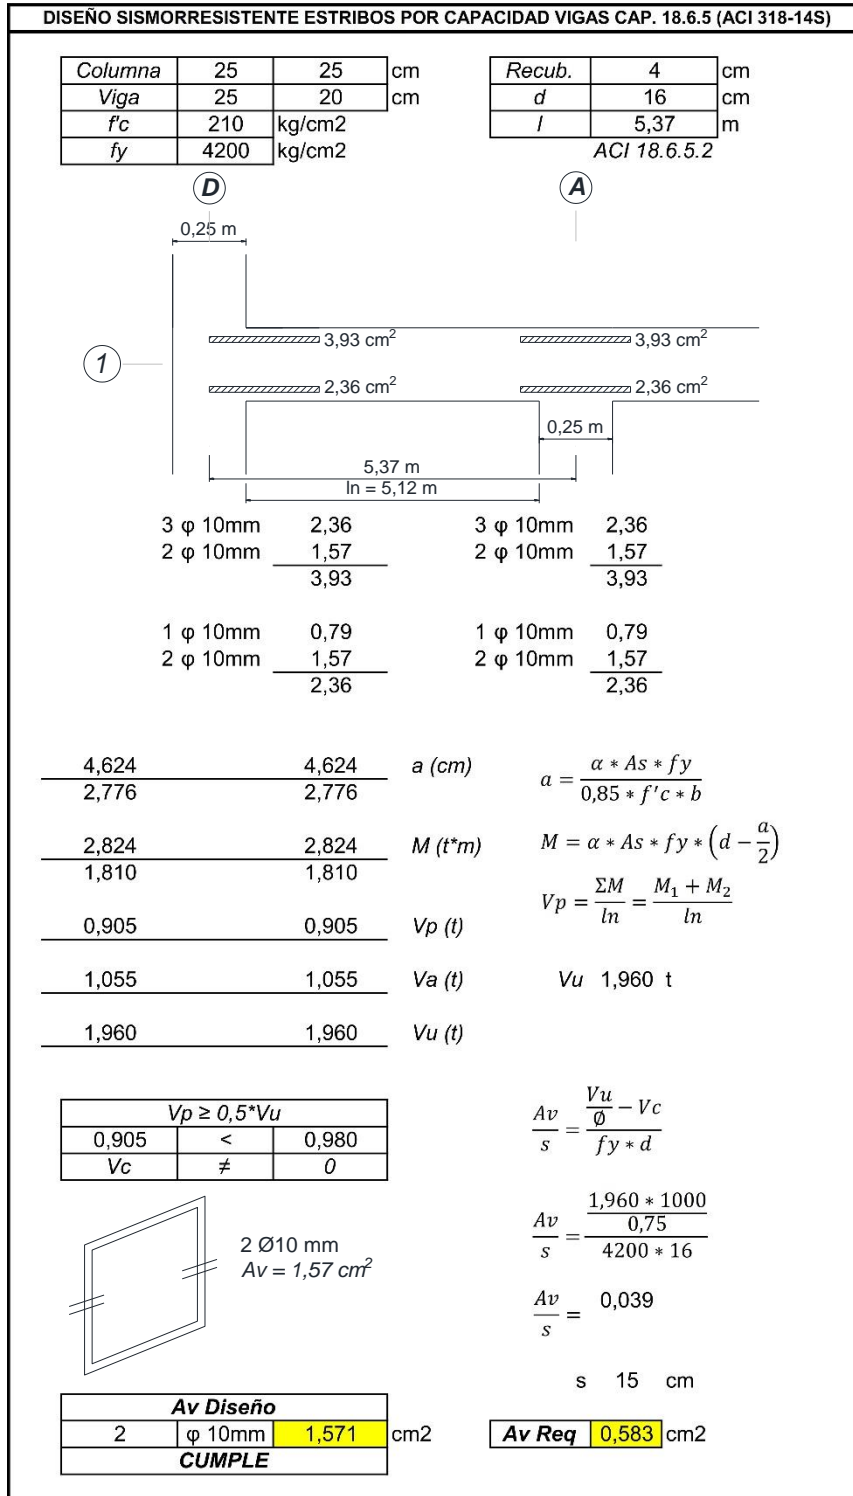 DISEÑO SISMORRESISTENTE ESTRIBOS POR CAPACIDAD VIGAS CAP. 18.6.5 (ACI 318-14S)
Columna 25 25 cm Recub. 4 cm
Viga 25 20 cm d 16 cm
f'c 210 kg/cm2 l 5,37 m
fy 4200 kg/cm2 ACI 18.6.5.2
D A
0,25 m
3,93 cm² 3,93 cm²
1
2,36 cm² 2,36 cm²
0,25 m
5,37 m
ln = 5,12 m
3 φ 10mm 2,36 3 φ 10mm 2,36
2 φ 10mm 1,57 2 φ 10mm 1,57
3,93 3,93
1 φ 10mm 0,79 1 φ 10mm 0,79
2 φ 10mm 1,57 2 φ 10mm 1,57
2,36 2,36
4,624 4,624 a (cm) a = α * As * fy / 0,85 * f′c * b
2,776 2,776
2,824 2,824 M (t*m) M = α * As * fy * (d − a/2)
1,810 1,810
Vp = ΣM / ln = M₁ + M₂ / ln
0,905 0,905 Vp (t)
1,055 1,055 Va (t) Vu 1,960 t
1,960 1,960 Vu (t)
Vp ≥ 0,5*Vu
0,905 < 0,980
Vc ≠ 0
Av / s = Vu / Ø − Vc / fy * d
2 Ø10 mm
Av = 1,57 cm²
Av / s = 1,960 * 1000 / 0,75 / 4200 * 16
Av / s = 0,039
s 15 cm
Av Diseño
2 φ 10mm 1,571 cm2 Av Req 0,583 cm2
CUMPLE